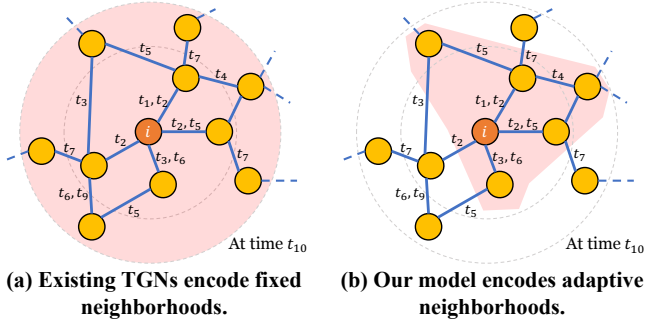 t₅
t₇
t₄
t₃
t₁, t₂
i
t₂, t₅
t₂
t₇
t₃, t₆
t₇
t₆, t₉
t₅
At time t₁₀
(a) Existing TGNs encode fixed
neighborhoods.
t₅
t₇
t₄
t₃
t₁, t₂
i
t₂, t₅
t₂
t₇
t₃, t₆
t₇
t₆, t₉
t₅
At time t₁₀
(b) Our model encodes adaptive
neighborhoods.